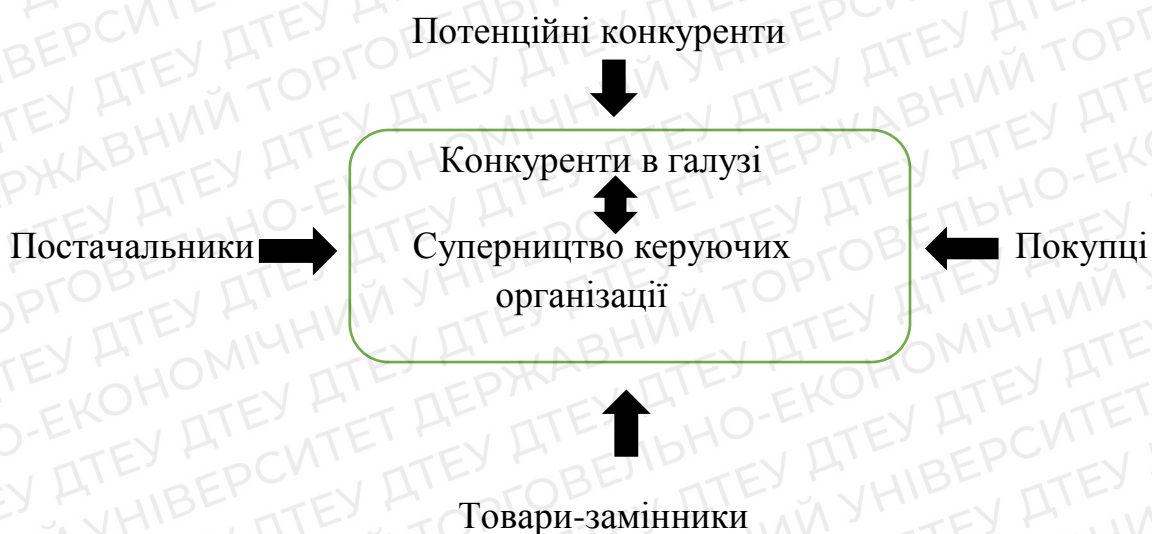 Потенційні конкуренти
Конкуренти в галузі
Постачальники
Суперництво керуючих
організації
Покупці
Товари-замінники